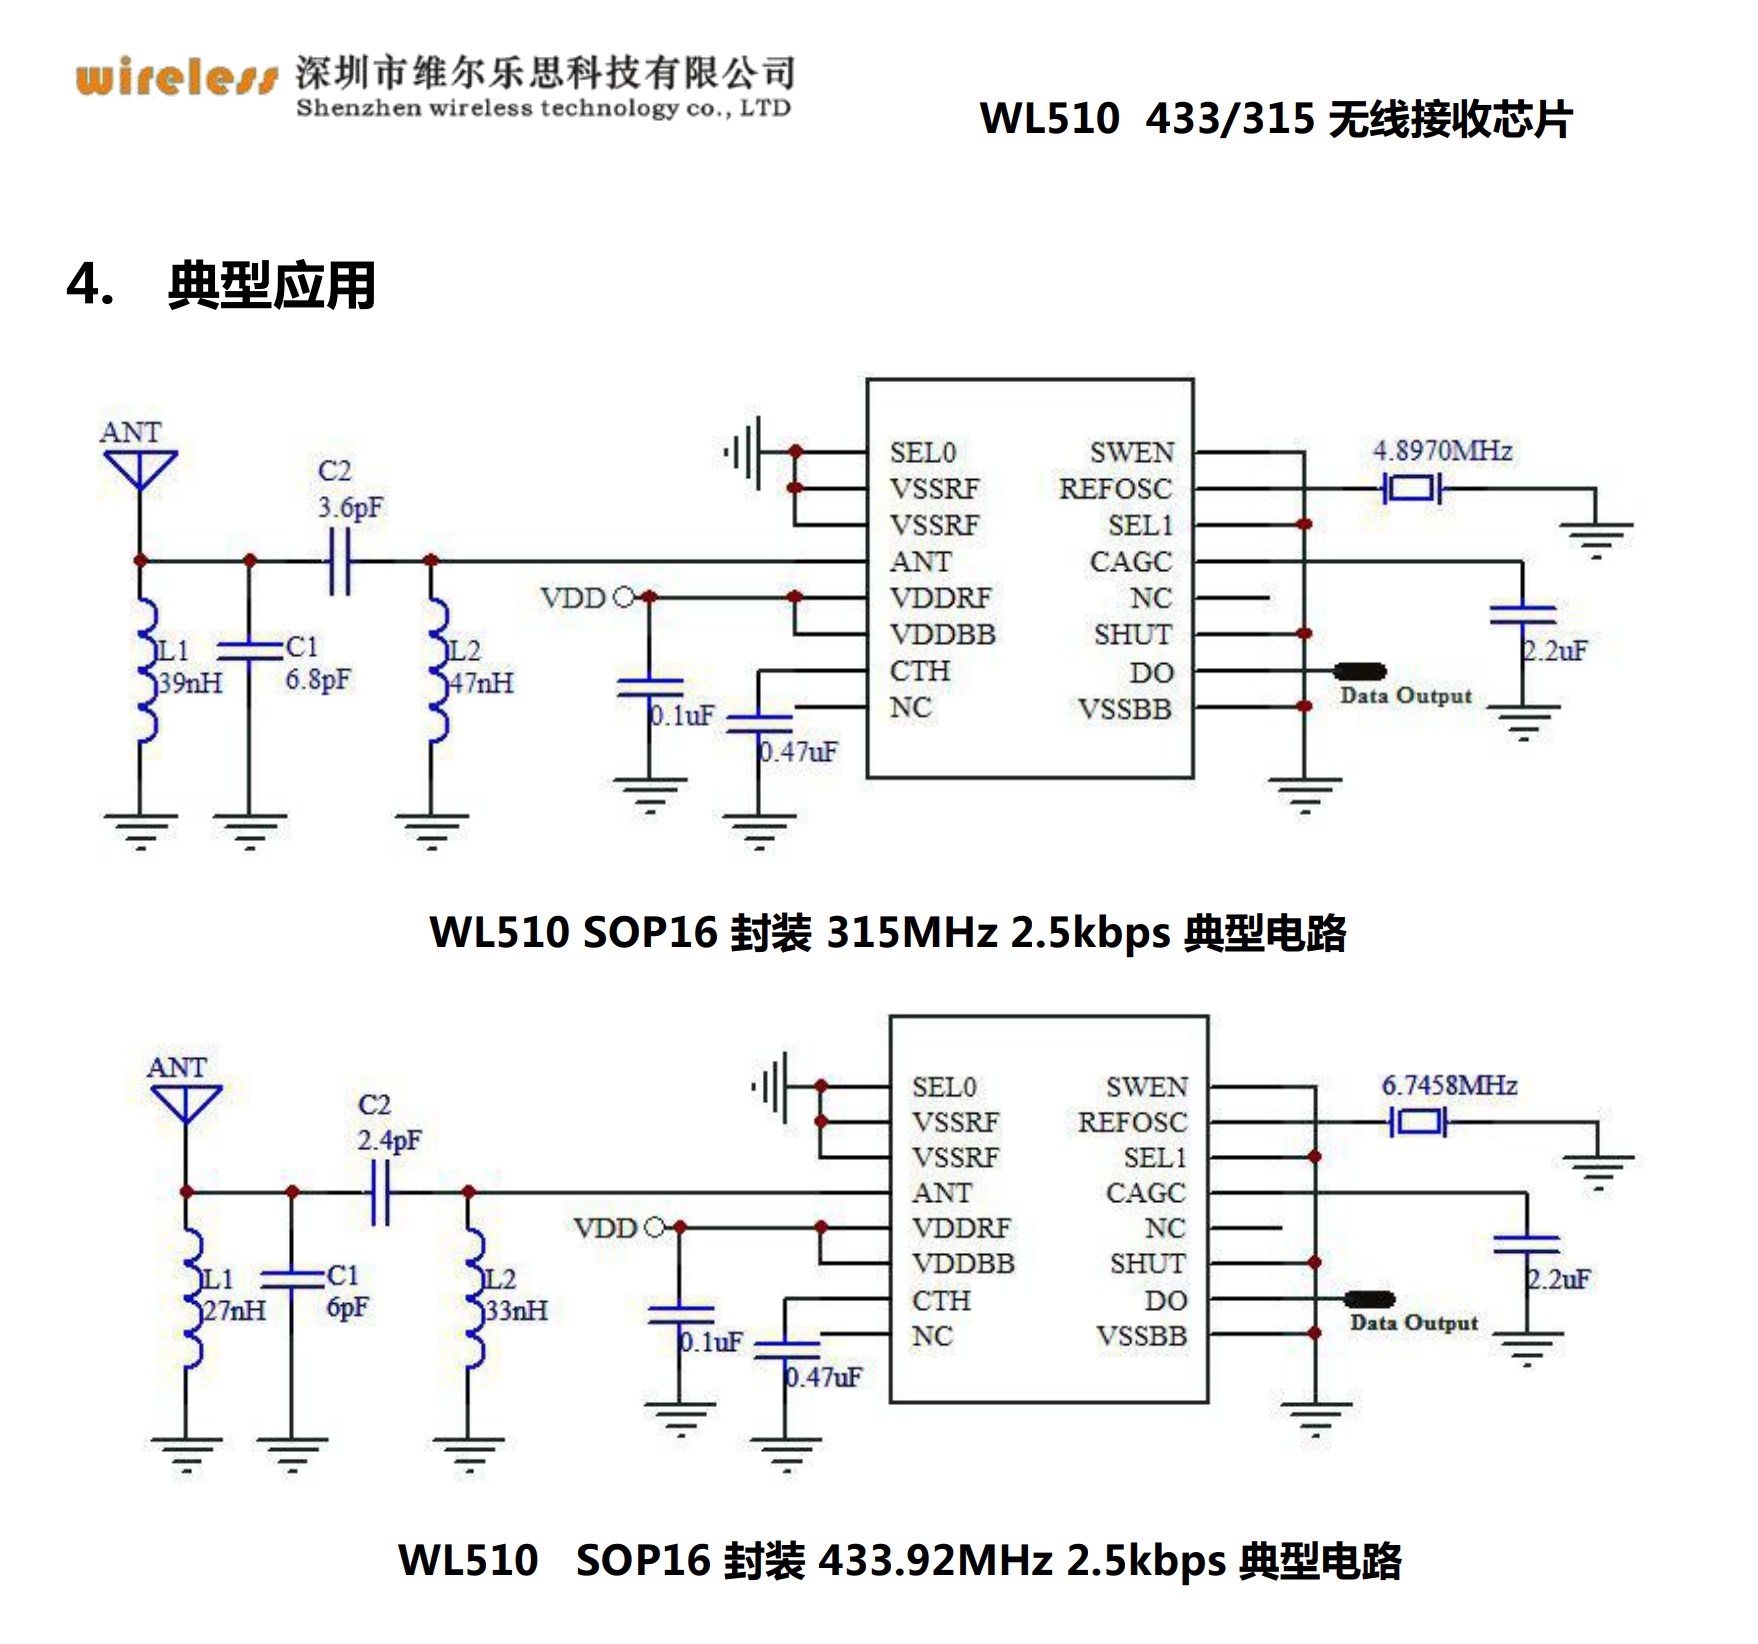 wireless 深圳市维尔乐思科技有限公司
Shenzhen wireless technology co., LTD
WL510 433/315 无线接收芯片
4. 典型应用
ANT
C2
3.6pF
L1
39nH
C1
6.8pF
L2
47nH
VDD
0.1uF
0.47uF
SEL0
VSSRF
VSSRF
ANT
VDDRF
VDDBB
CTH
NC
SWEN
REFOSC
SEL1
CAGC
NC
SHUT
DO
VSSBB
4.8970MHz
2.2uF
Data Output
WL510 SOP16 封装 315MHz 2.5kbps 典型电路
ANT
C2
2.4pF
L1
27nH
C1
6pF
L2
33nH
VDD
0.1uF
0.47uF
SEL0
VSSRF
VSSRF
ANT
VDDRF
VDDBB
CTH
NC
SWEN
REFOSC
SEL1
CAGC
NC
SHUT
DO
VSSBB
6.7458MHz
2.2uF
Data Output
WL510 SOP16 封装 433.92MHz 2.5kbps 典型电路